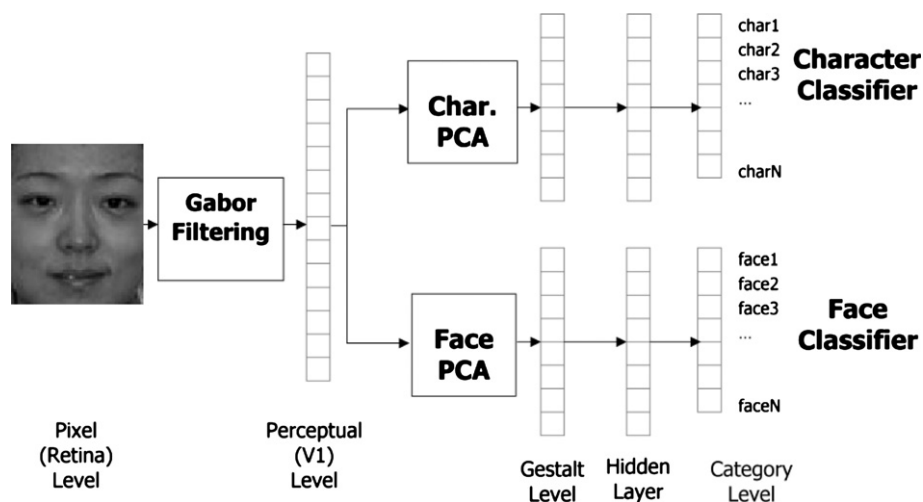 char1
char2
char3
...
charN
Character
Classifier
Char.
PCA
Gabor
Filtering
face1
face2
face3
...
faceN
Face
Classifier
Face
PCA
Pixel
(Retina)
Level
Perceptual
(V1)
Level
Gestalt
Level
Hidden
Layer
Category
Level